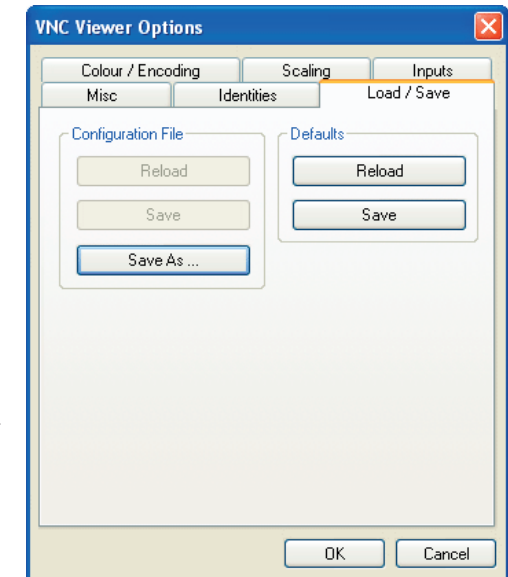 VNC Viewer Options
Colour / Encoding Scaling Inputs
Misc Identities Load / Save
Configuration File Defaults
Reload Reload
Save Save
Save As ...
OK Cancel